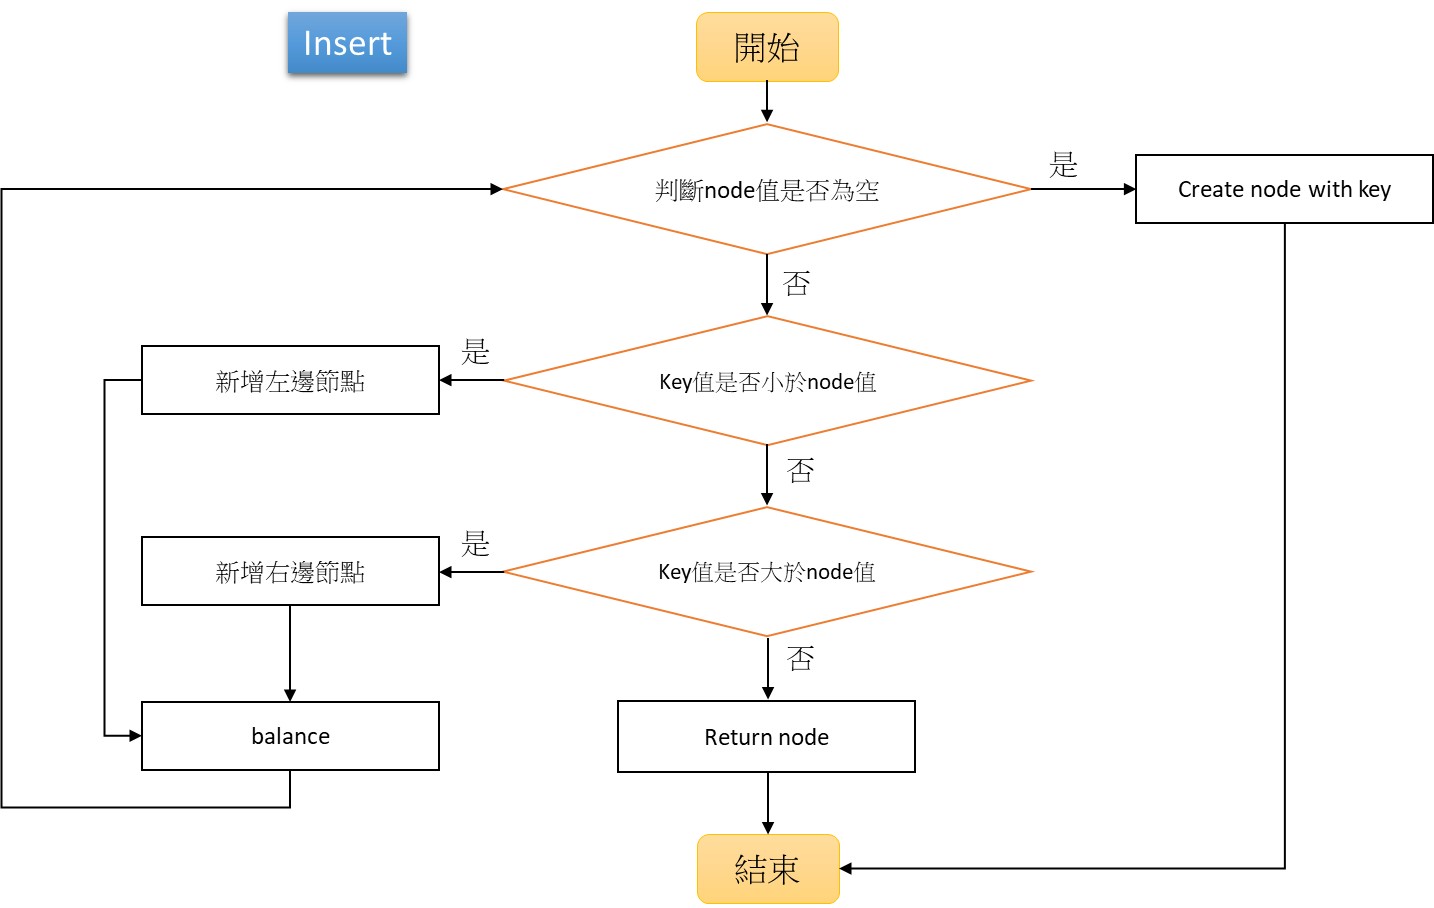 Insert
開始
判斷node值是否為空
是
Create node with key
否
Key值是否小於node值
是
新增左邊節點
否
Key值是否大於node值
是
新增右邊節點
否
balance
Return node
結束